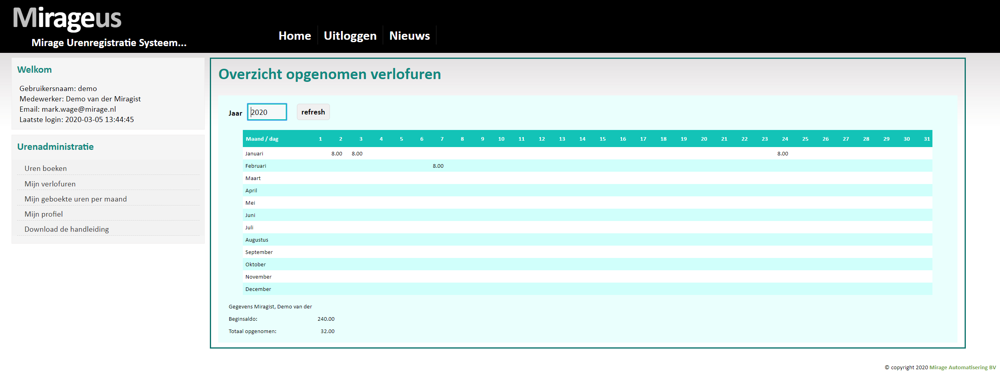 Mirageus
Mirage Urenregistratie Systeem...
Home Uitloggen Nieuws
Welkom
Gebruikersnaam: demo
Medewerker: Demo van der Miragist
Email: mark.wage@mirage.nl
Laatste login: 2020-03-05 13:44:45
Urenadministratie
Uren boeken
Mijn verlofuren
Mijn geboekte uren per maand
Mijn profiel
Download de handleiding
Overzicht opgenomen verlofuren
Jaar 2020 refresh
Maand / dag 1 2 3 4 5 6 7 8 9 10 11 12 13 14 15 16 17 18 19 20 21 22 23 24 25 26 27 28 29 30 31
Januari 8.00 8.00 8.00
Februari 8.00
Maart
April
Mei
Juni
Juli
Augustus
September
Oktober
November
December
Gegevens Miragist, Demo van der
Beginsaldo: 240.00
Totaal opgenomen: 32.00
© copyright 2020 Mirage Automatisering BV